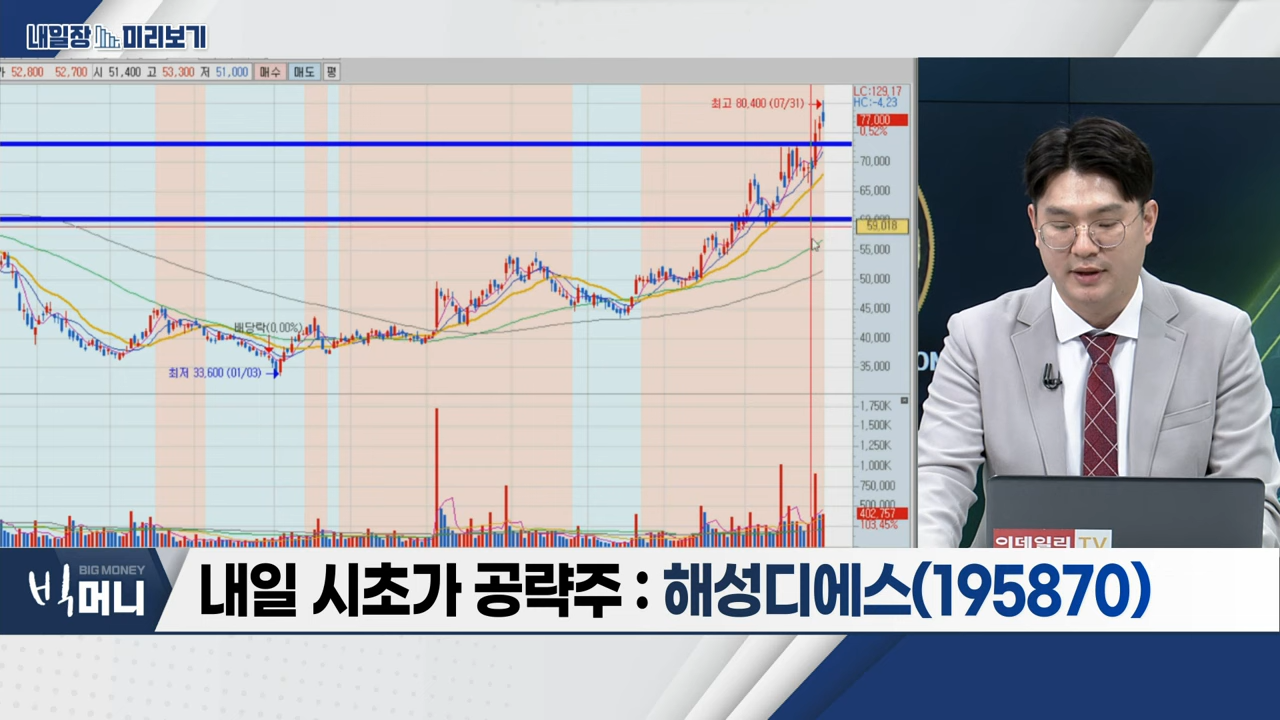 내일장 미리보기
가 52,800 52,700 시 51,400 고 53,300 저 51,000 매수 매도 평
최고 80,400 (07/31)
LC:129.17
HC:-4.23
77,000
0.52%
70,000
65,000
60,000
59,018
55,000
50,000
45,000
40,000
35,000
배당락(0.00%)
최저 33,600 (01/03)
1,750K
1,500K
1,250K
1,000K
750,000
500,000
402,757
103.45%
이데일리 TV
BIG MONEY
빅머니
내일 시초가 공략주 : 해성디에스(195870)